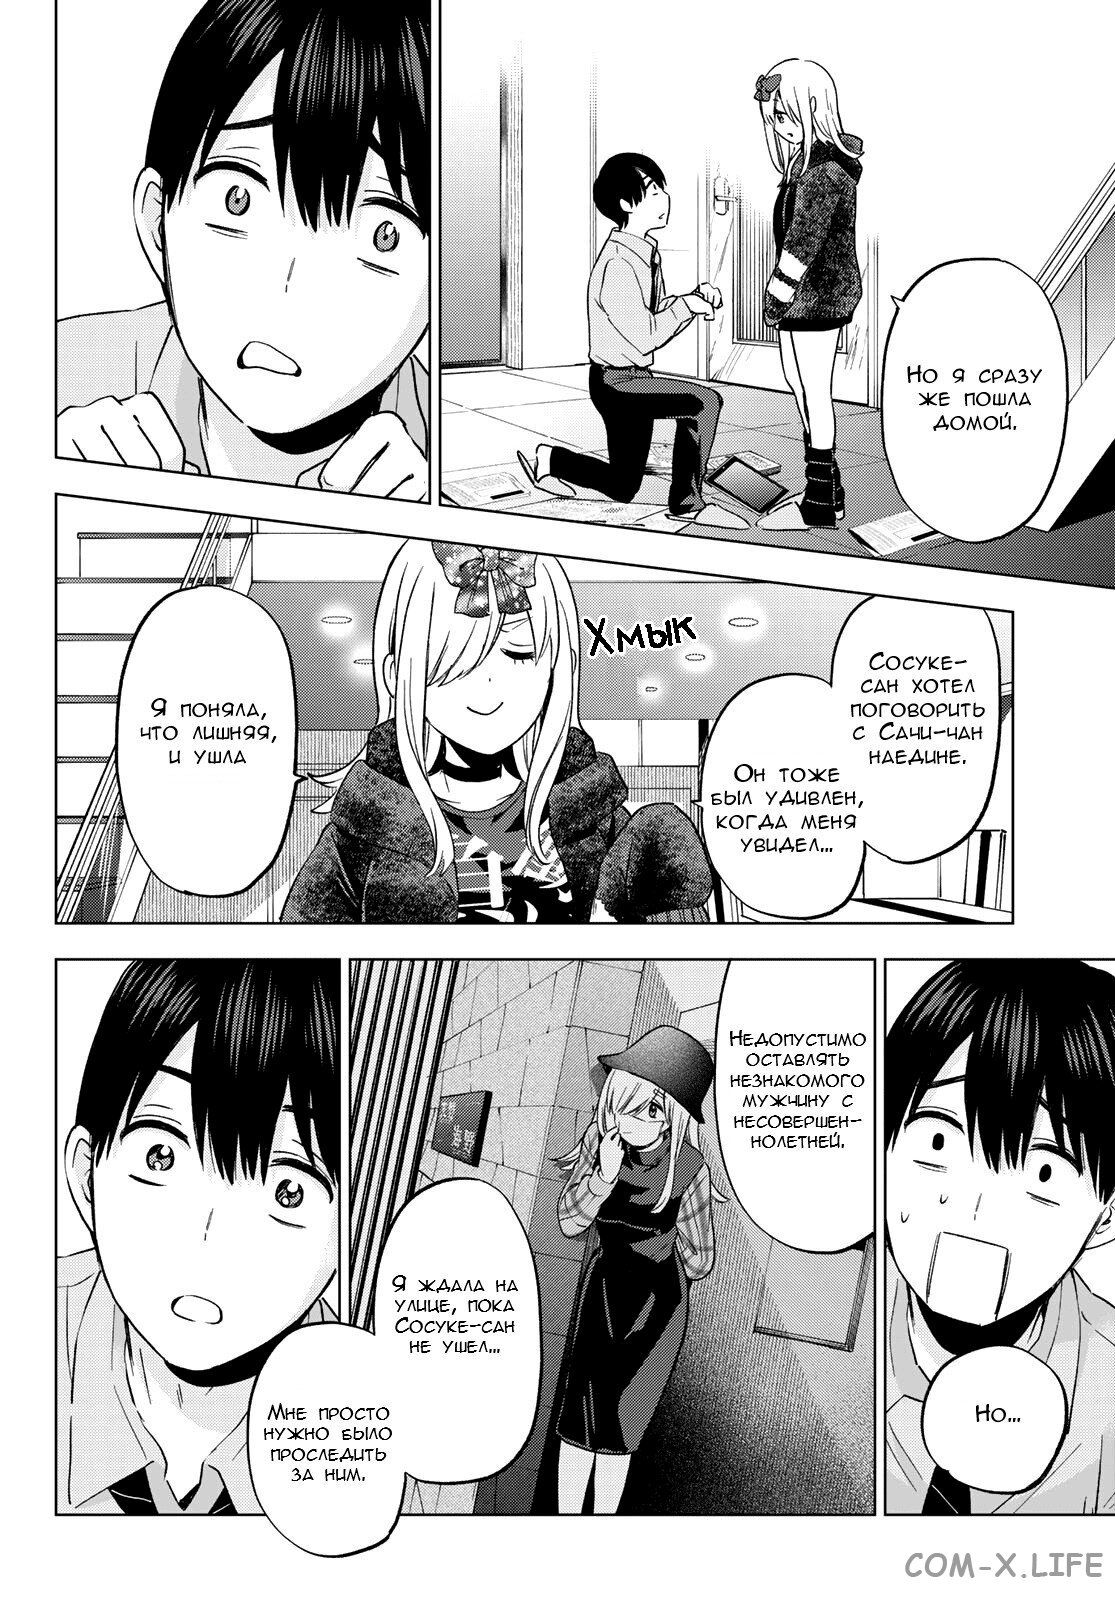 Но я сразу
же пошла
домой.
Сосуке-
сан хотел
поговорить
с Сачи-чан
наедине.
Он тоже
был удивлен,
когда меня
увидел...
Хмык
Я поняла,
что лишняя,
и ушла
Но...
Недопустимо
оставлять
незнакомого
мужчину с
несовершен-
нолетней.
Я ждала на
улице, пока
Сосуке-сан
не ушел...
Мне просто
нужно было
проследить
за ним.
COM-X.LIFE